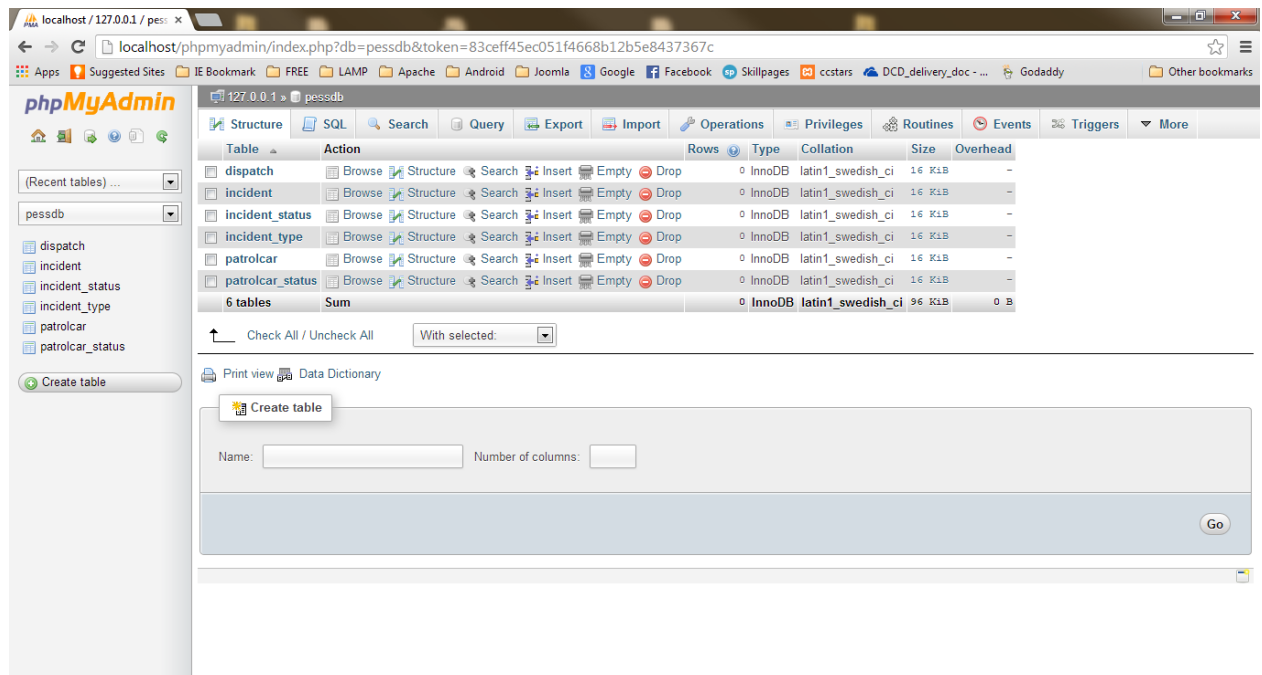 localhost / 127.0.0.1 / pess
localhost/phpmyadmin/index.php?db=pessdb&token=83ceff45ec051f4668b12b5e8437367c
Apps Suggested Sites IE Bookmark FREE LAMP Apache Android Joomla Google Facebook Skillpages ccstars DCD_delivery_doc - ... Godaddy Other bookmarks
phpMyAdmin
(Recent tables) ...
pessdb
dispatch
incident
incident_status
incident_type
patrolcar
patrolcar_status
Create table
127.0.0.1 » pessdb
Structure SQL Search Query Export Import Operations Privileges Routines Events Triggers More
Table Action Rows Type Collation Size Overhead
dispatch Browse Structure Search Insert Empty Drop 0 InnoDB latin1_swedish_ci 16 KiB -
incident Browse Structure Search Insert Empty Drop 0 InnoDB latin1_swedish_ci 16 KiB -
incident_status Browse Structure Search Insert Empty Drop 0 InnoDB latin1_swedish_ci 16 KiB -
incident_type Browse Structure Search Insert Empty Drop 0 InnoDB latin1_swedish_ci 16 KiB -
patrolcar Browse Structure Search Insert Empty Drop 0 InnoDB latin1_swedish_ci 16 KiB -
patrolcar_status Browse Structure Search Insert Empty Drop 0 InnoDB latin1_swedish_ci 16 KiB -
6 tables Sum 0 InnoDB latin1_swedish_ci 96 KiB 0 B
Check All / Uncheck All With selected:
Print view Data Dictionary
Create table
Name: Number of columns:
Go